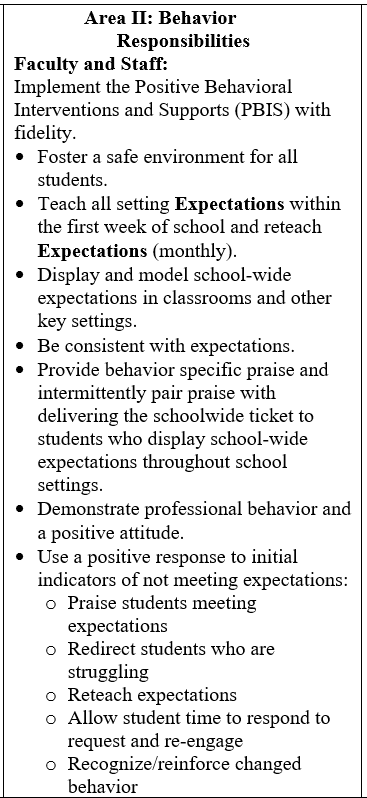 Area II: Behavior
Responsibilities
Faculty and Staff:
Implement the Positive Behavioral
Interventions and Supports (PBIS) with
fidelity.
• Foster a safe environment for all
students.
• Teach all setting Expectations within
the first week of school and reteach
Expectations (monthly).
• Display and model school-wide
expectations in classrooms and other
key settings.
• Be consistent with expectations.
• Provide behavior specific praise and
intermittently pair praise with
delivering the schoolwide ticket to
students who display school-wide
expectations throughout school
settings.
• Demonstrate professional behavior and
a positive attitude.
• Use a positive response to initial
indicators of not meeting expectations:
o Praise students meeting
expectations
o Redirect students who are
struggling
o Reteach expectations
o Allow student time to respond to
request and re-engage
o Recognize/reinforce changed
behavior